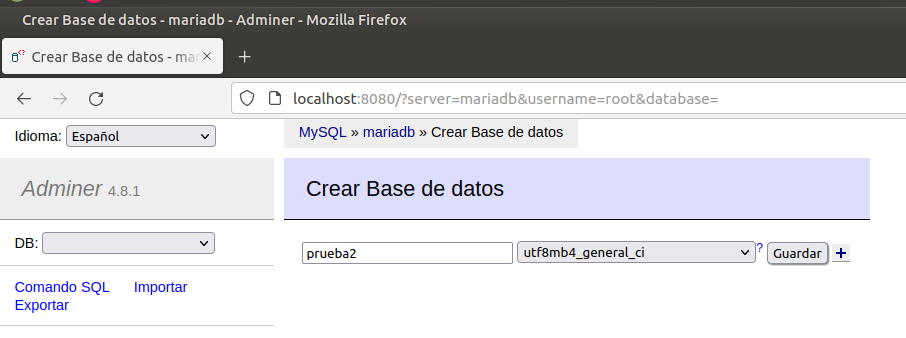 Crear Base de datos - mariadb - Adminer - Mozilla Firefox
Crear Base de datos - mar
localhost:8080/?server=mariadb&username=root&database=
Idioma: Español
MySQL » mariadb » Crear Base de datos
Adminer 4.8.1
Crear Base de datos
DB:
prueba2 utf8mb4_general_ci ? Guardar +
Comando SQL Importar
Exportar